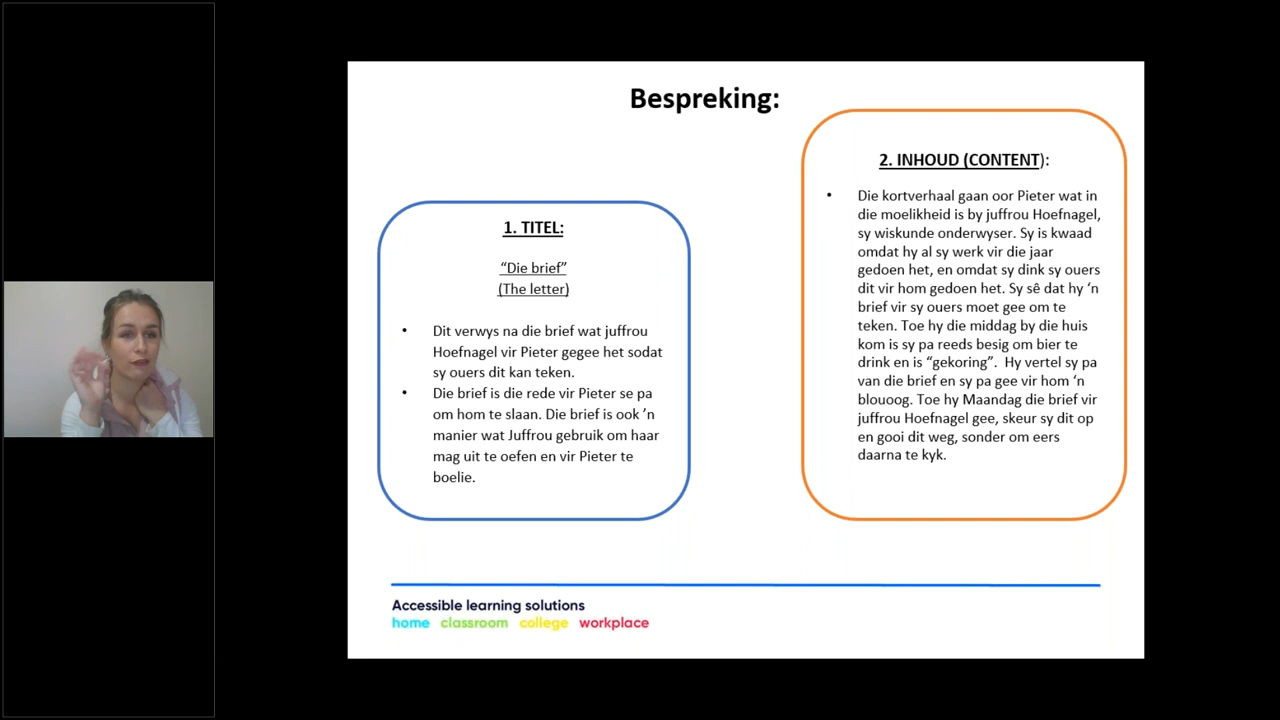 Bespreking:
1. TITEL:
“Die brief”
(The letter)
• Dit verwys na die brief wat juffrou
Hoefnagel vir Pieter gegee het sodat
sy ouers dit kan teken.
• Die brief is die rede vir Pieter se pa
om hom te slaan. Die brief is ook ’n
manier wat Juffrou gebruik om haar
mag uit te oefen en vir Pieter te
boelie.
2. INHOUD (CONTENT):
• Die kortverhaal gaan oor Pieter wat in
die moelikheid is by juffrou Hoefnagel,
sy wiskunde onderwyser. Sy is kwaad
omdat hy al sy werk vir die jaar
gedoen het, en omdat sy dink sy ouers
dit vir hom gedoen het. Sy sê dat hy ‘n
brief vir sy ouers moet gee om te
teken. Toe hy die middag by die huis
kom is sy pa reeds besig om bier te
drink en is “gekoring”. Hy vertel sy pa
van die brief en sy pa gee vir hom ‘n
blouoog. Toe hy Maandag die brief vir
juffrou Hoefnagel gee, skeur sy dit op
en gooi dit weg, sonder om eers
daarna te kyk.
Accessible learning solutions
home classroom college workplace